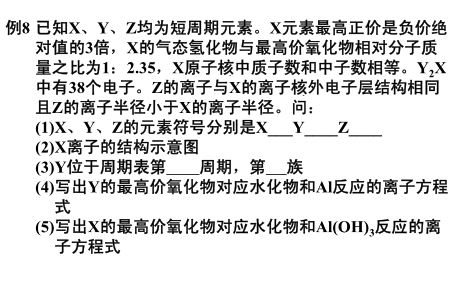 例8 已知X、Y、Z均为短周期元素。X元素最高正价是负价绝
对值的3倍，X的气态氢化物与最高价氧化物相对分子质
量之比为1：2.35，X原子核中质子数和中子数相等。Y₂X
中有38个电子。Z的离子与X的离子核外电子层结构相同
且Z的离子半径小于X的离子半径。问：
(1)X、Y、Z的元素符号分别是X___Y____Z____
(2)X离子的结构示意图
(3)Y位于周期表第____周期，第__族
(4)写出Y的最高价氧化物对应水化物和Al反应的离子方程
式
(5)写出X的最高价氧化物对应水化物和Al(OH)₃反应的离
子方程式